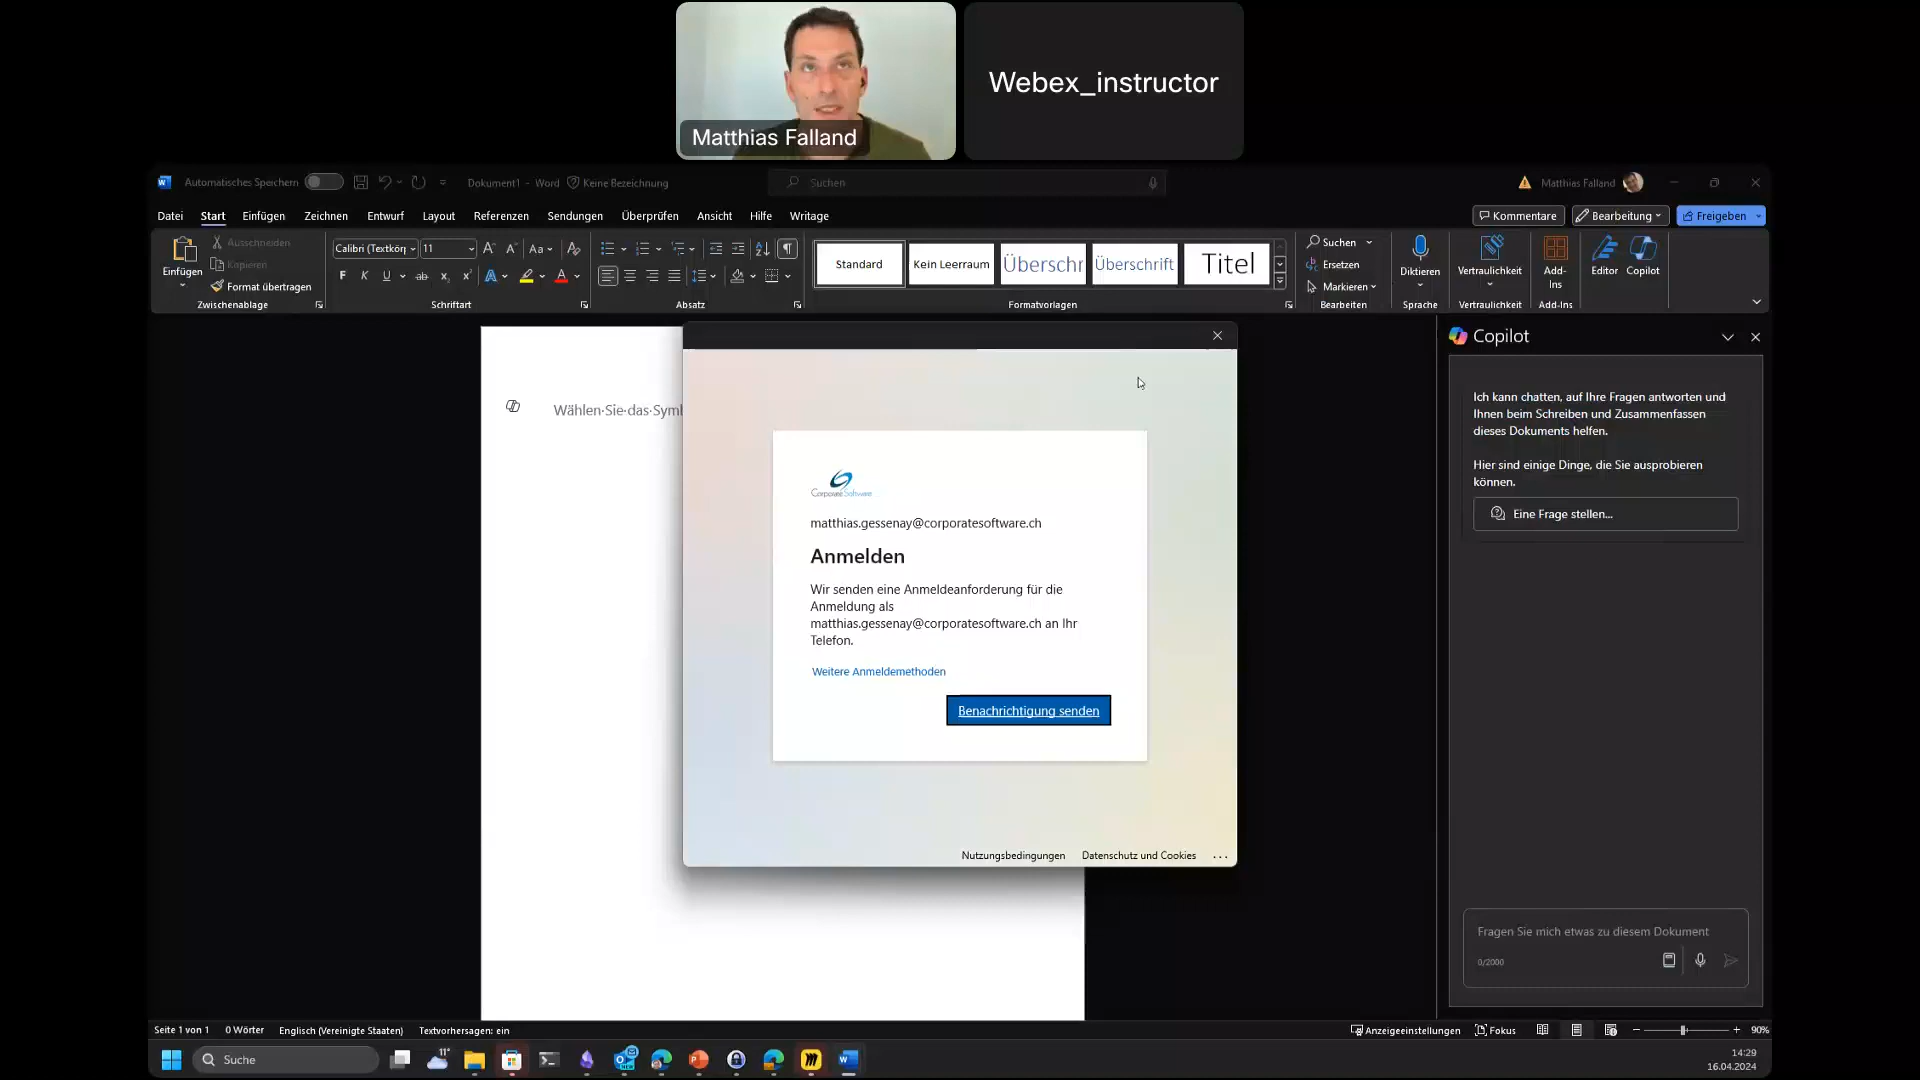 Matthias Falland
Webex_instructor
Automatisches Speichern
Dokument1 - Word
Keine Bezeichnung
Suchen
Matthias Falland
Datei Start Einfügen Zeichnen Entwurf Layout Referenzen Sendungen Überprüfen Ansicht Hilfe Writage
Kommentare
Bearbeitung
Freigeben
Einfügen
Ausschneiden
Kopieren
Format übertragen
Zwischenablage
Calibri (Textkörp
11
F K U
Schriftart
Absatz
Standard
Kein Leerraum
Überschr
Überschrift
Titel
Formatvorlagen
Suchen
Ersetzen
Markieren
Bearbeiten
Diktieren
Sprache
Vertraulichkeit
Vertraulichkeit
Add-
Ins
Add-Ins
Editor
Copilot
Wählen·Sie·das·Syml
Corporate Software
matthias.gessenay@corporatesoftware.ch
Anmelden
Wir senden eine Anmeldeanforderung für die
Anmeldung als
matthias.gessenay@corporatesoftware.ch an Ihr
Telefon.
Weitere Anmeldemethoden
Benachrichtigung senden
Nutzungsbedingungen Datenschutz und Cookies ...
Copilot
Ich kann chatten, auf Ihre Fragen antworten und
Ihnen beim Schreiben und Zusammenfassen
dieses Dokuments helfen.
Hier sind einige Dinge, die Sie ausprobieren
können.
Eine Frage stellen...
Fragen Sie mich etwas zu diesem Dokument
0/2000
Seite 1 von 1 0 Wörter Englisch (Vereinigte Staaten) Textvorhersagen: ein
Anzeigeeinstellungen Fokus 90%
Suche
11°
14:29
16.04.2024